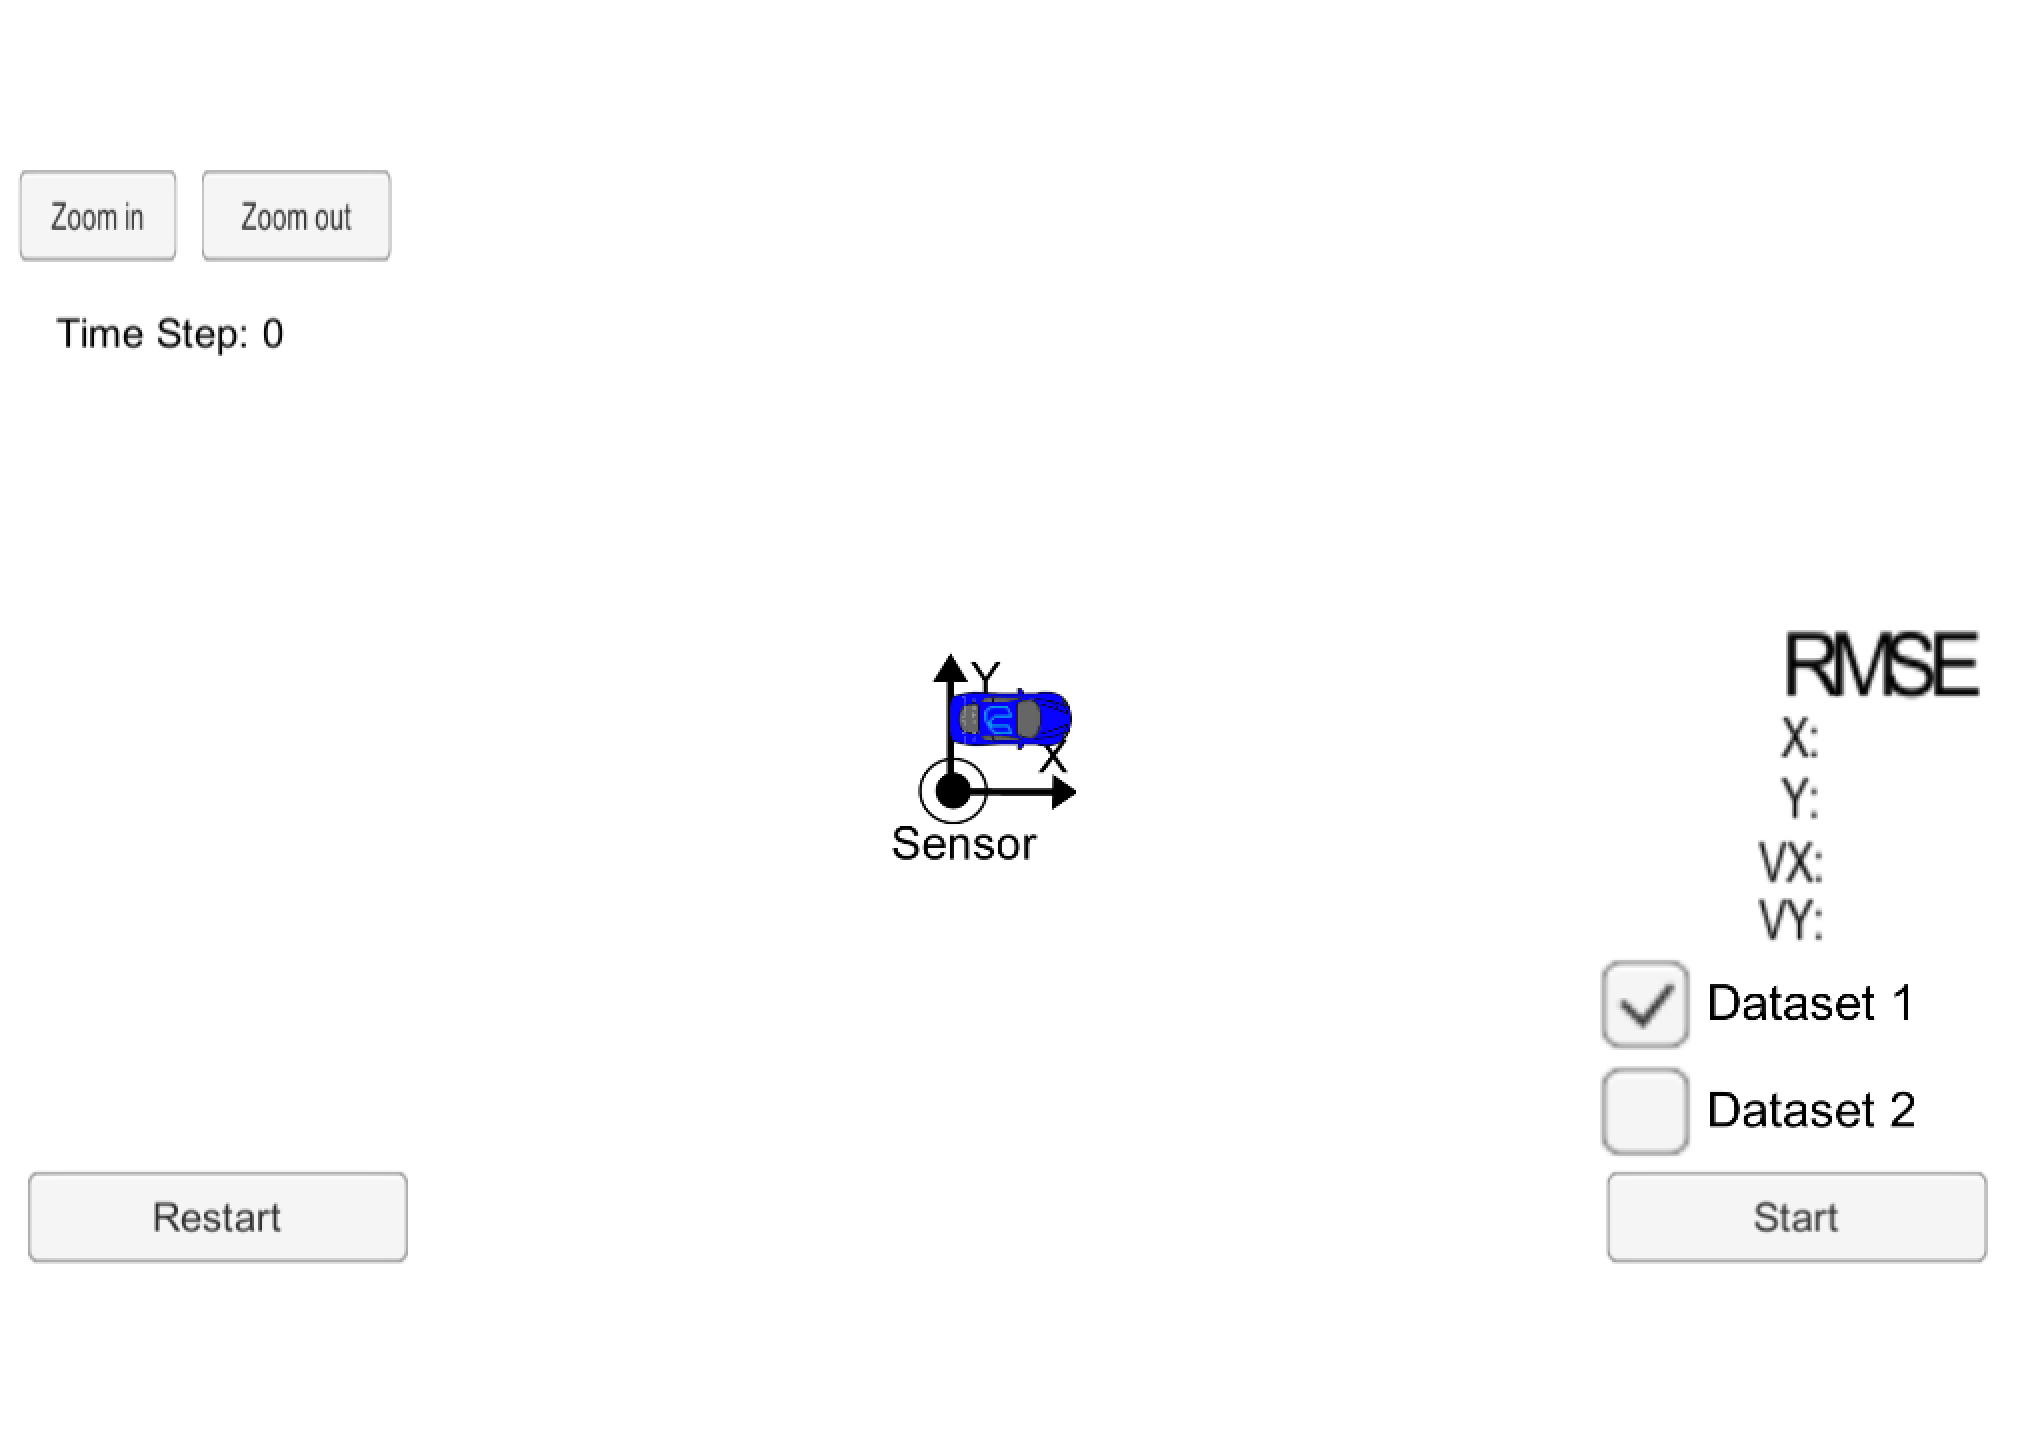 Zoom in
Zoom out
Time Step: 0
Y
X
Sensor
RMSE
X:
Y:
VX:
VY:
Dataset 1
Dataset 2
Restart
Start